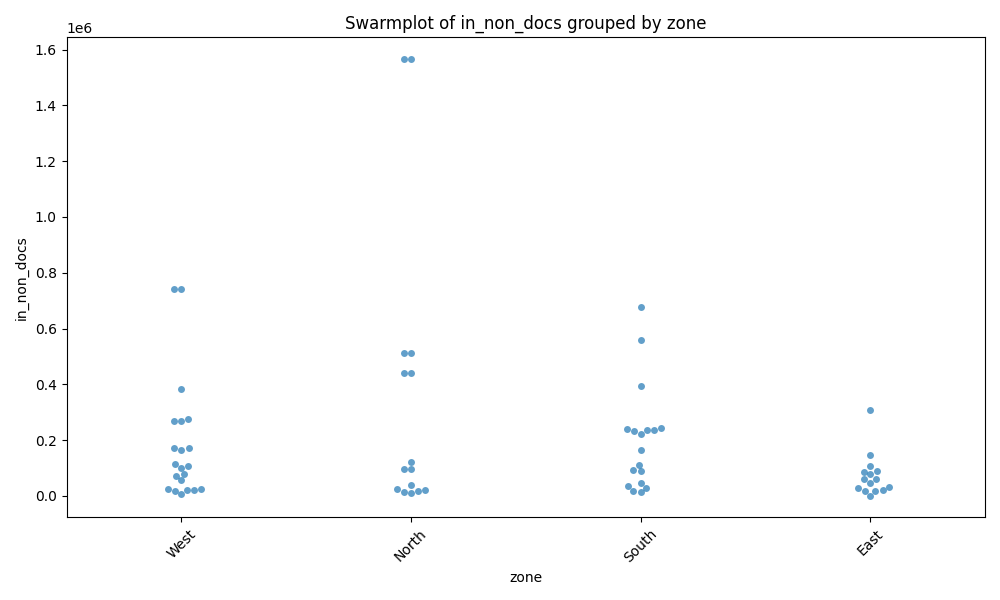 Swarmplot of in_non_docs grouped by zone
1e6
1.6
1.4
1.2
1.0
0.8
0.6
0.4
0.2
0.0
in_non_docs
West
North
South
East
zone